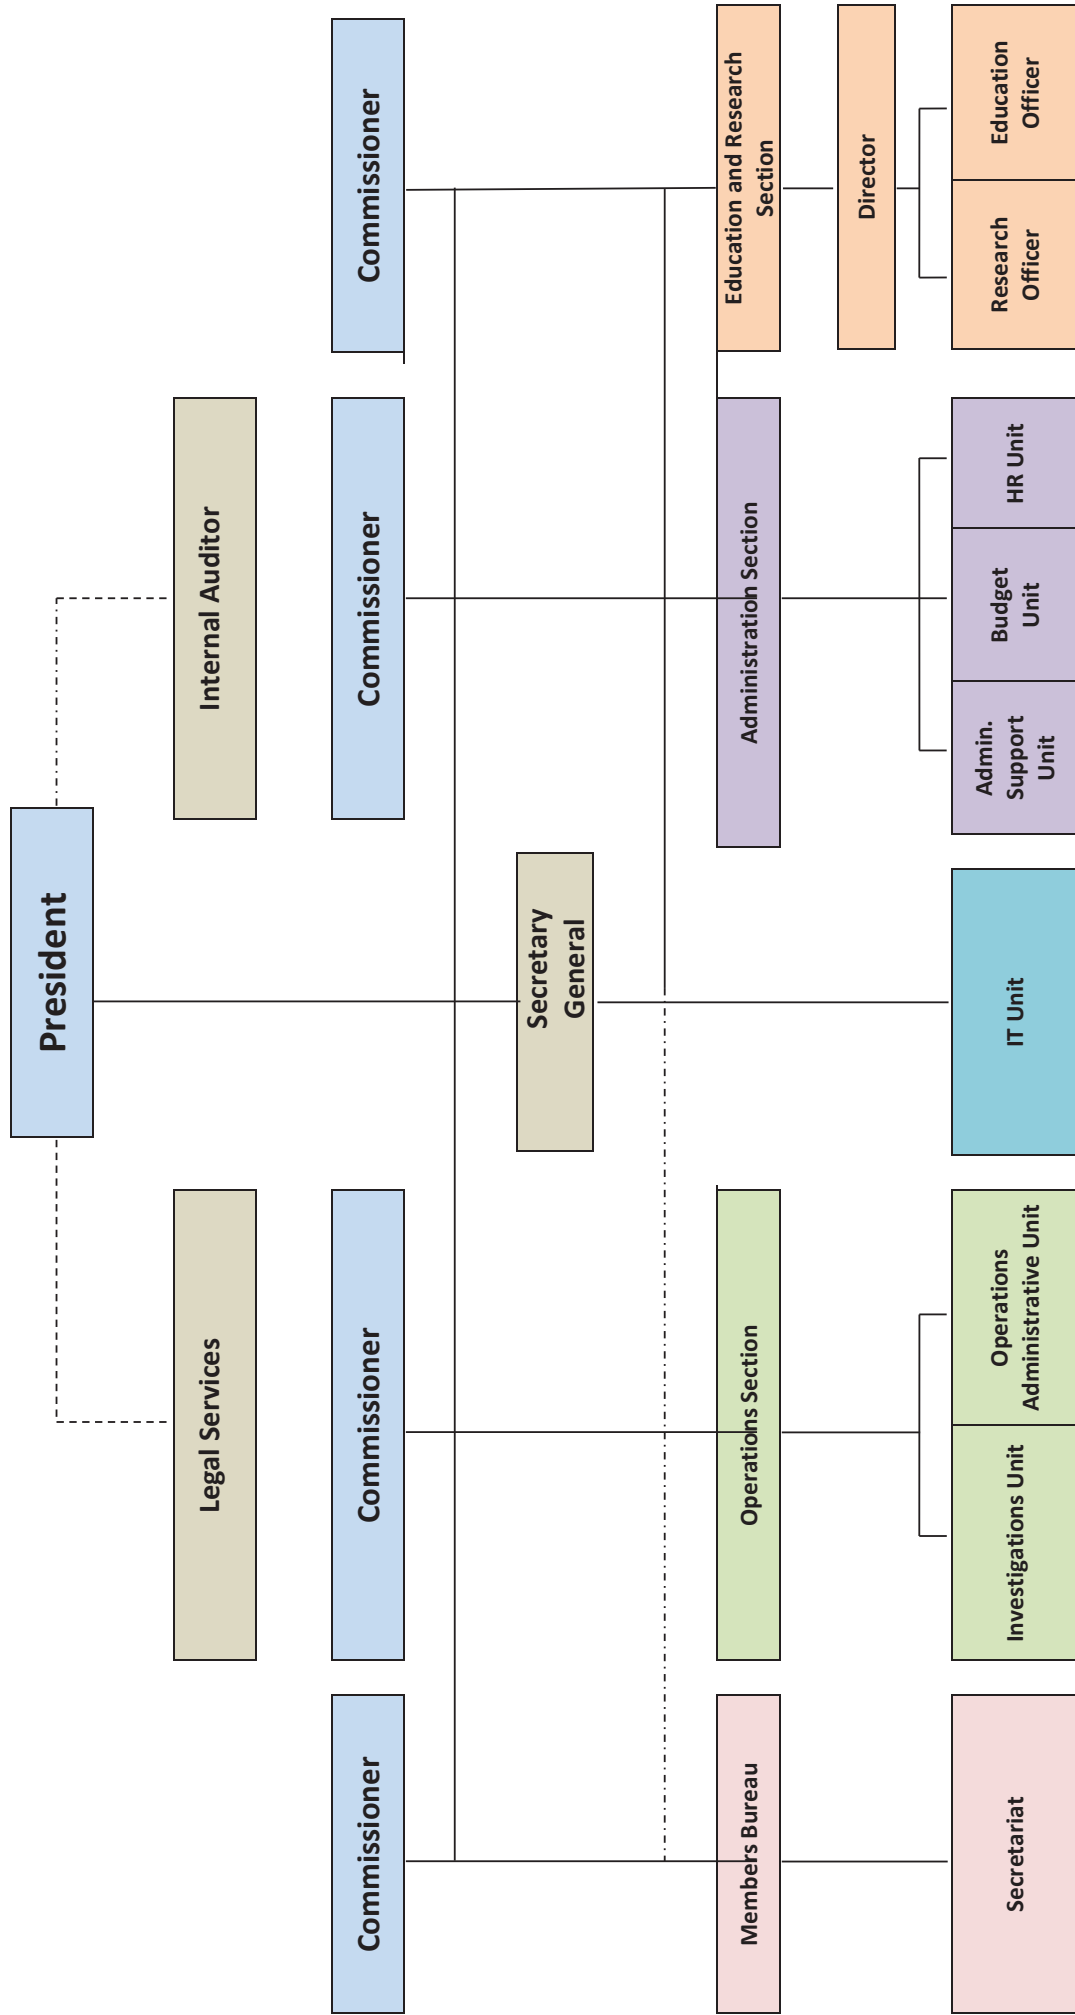 President
Legal Services
Internal Auditor
Commissioner
Commissioner
Commissioner
Commissioner
Secretary
General
Members Bureau
Operations Section
Administration Section
Education and Research
Section
Director
Secretariat
Investigations Unit
Operations
Administrative Unit
IT Unit
Admin.
Support
Unit
Budget
Unit
HR Unit
Research
Officer
Education
Officer